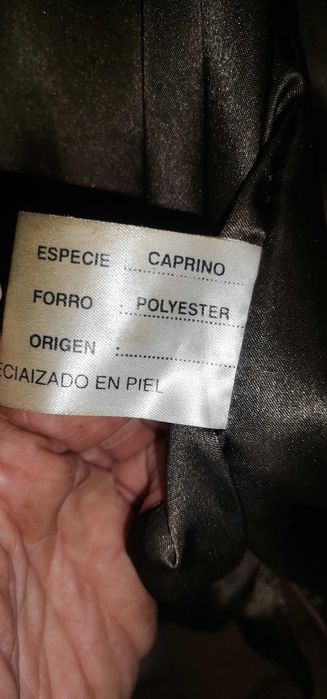 ESPECIE : CAPRINO
FORRO : POLYESTER
ORIGEN :
ECIAIZADO EN PIEL